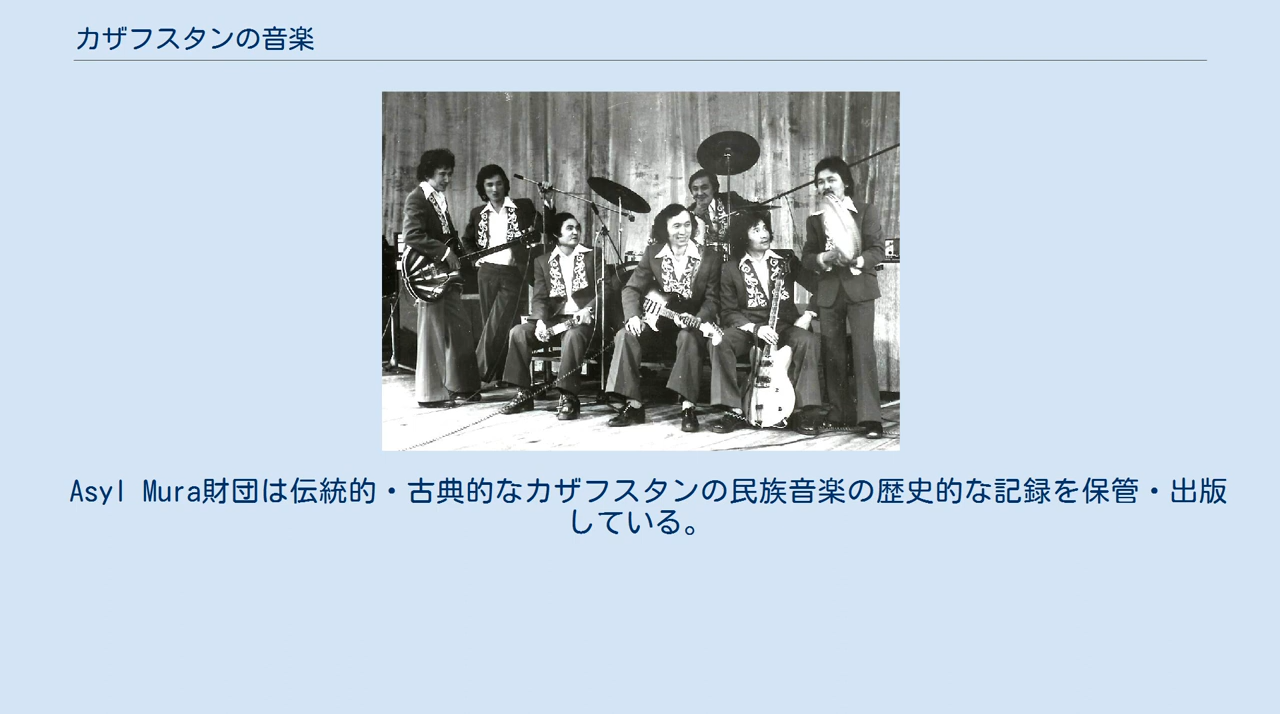 カザフスタンの音楽
Asyl Mura財団は伝統的・古典的なカザフスタンの民族音楽の歴史的な記録を保管・出版
している。